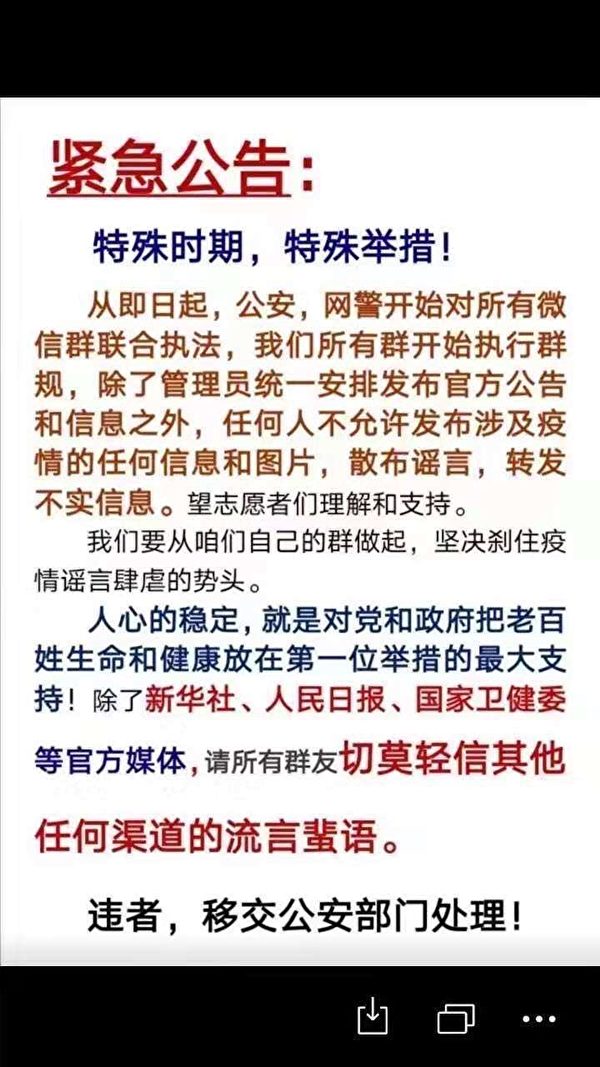 紧急公告：
特殊时期，特殊举措！
从即日起，公安，网警开始对所有微
信群联合执法，我们所有群开始执行群
规，除了管理员统一安排发布官方公告
和信息之外，任何人不允许发布涉及疫
情的任何信息和图片，散布谣言，转发
不实信息。望志愿者们理解和支持。
我们要从咱们自己的群做起，坚决刹住疫
情谣言肆虐的势头。
人心的稳定，就是对党和政府把老百
姓生命和健康放在第一位举措的最大支
持！除了新华社、人民日报、国家卫健委
等官方媒体，请所有群友切莫轻信其他
任何渠道的流言蜚语。
违者，移交公安部门处理！